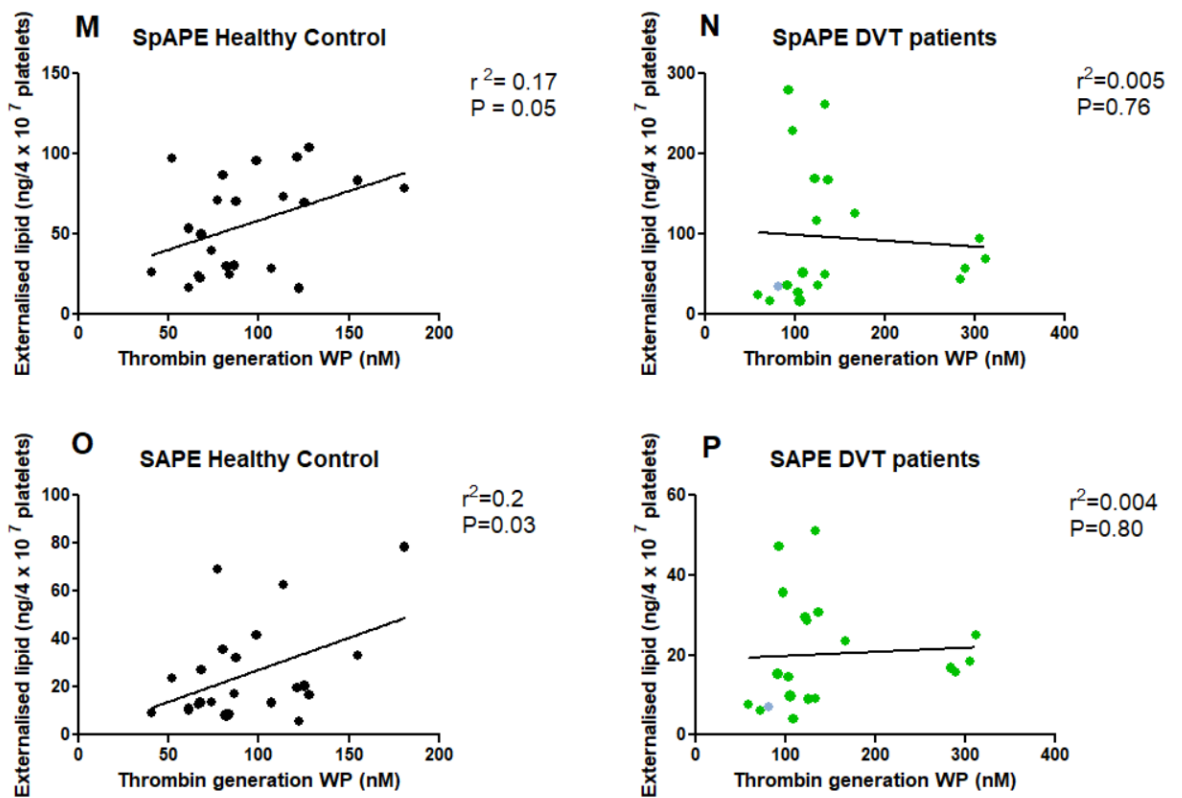 M
SpAPE Healthy Control
Externalised lipid (ng/4 x 10 7 platelets)
150
100
50
0
0
50
100
150
200
Thrombin generation WP (nM)
r 2= 0.17
P = 0.05
N
SpAPE DVT patients
Externalised lipid (ng/4 x 10 7 platelets)
300
200
100
0
0
100
200
300
400
Thrombin generation WP (nM)
r2=0.005
P=0.76
O
SAPE Healthy Control
Externalised lipid (ng/4 x 10 7 platelets)
100
80
60
40
20
0
0
50
100
150
200
Thrombin generation WP (nM)
r2=0.2
P=0.03
P
SAPE DVT patients
Externalised lipid (ng/4 x 10 7 platelets)
60
40
20
0
0
100
200
300
400
Thrombin generation WP (nM)
r2=0.004
P=0.80